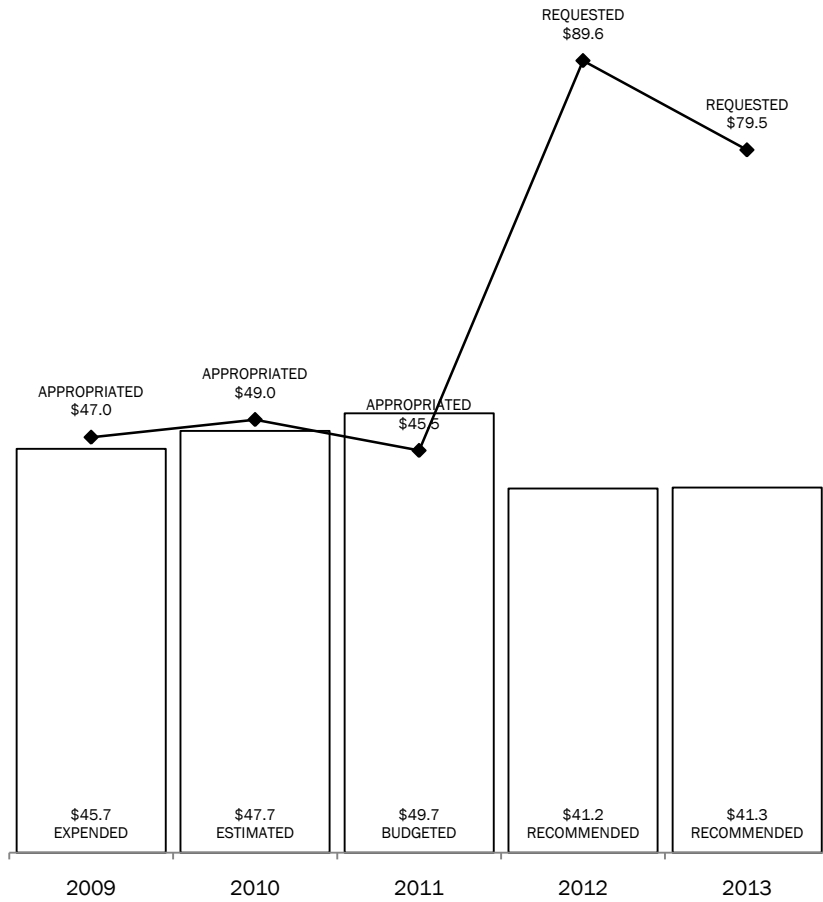 REQUESTED
$89.6
REQUESTED
$79.5
APPROPRIATED
$49.0
APPROPRIATED
$47.0
APPROPRIATED
$45.5
$45.7
EXPENDED
$47.7
ESTIMATED
$49.7
BUDGETED
$41.2
RECOMMENDED
$41.3
RECOMMENDED
2009
2010
2011
2012
2013